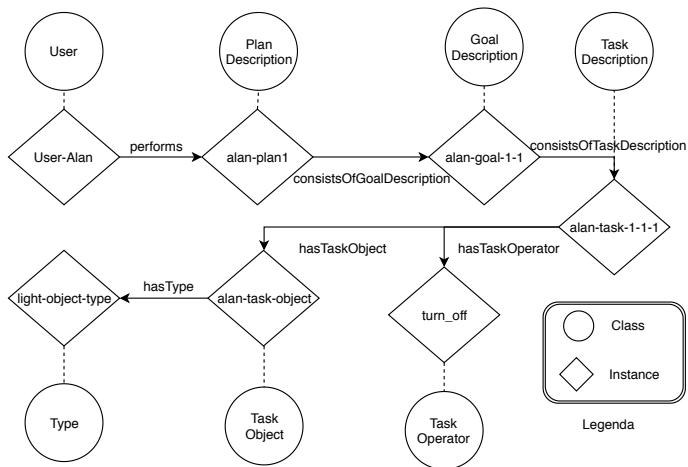 User
Plan
Description
Goal
Description
Task
Description
User-Alan
performs
alan-plan1
consistsOfGoalDescription
alan-goal-1-1
consistsOfTaskDescription
alan-task-1-1-1
hasTaskObject
hasTaskOperator
light-object-type
hasType
alan-task-object
turn_off
Class
Instance
Legenda
Type
Task
Object
Task
Operator